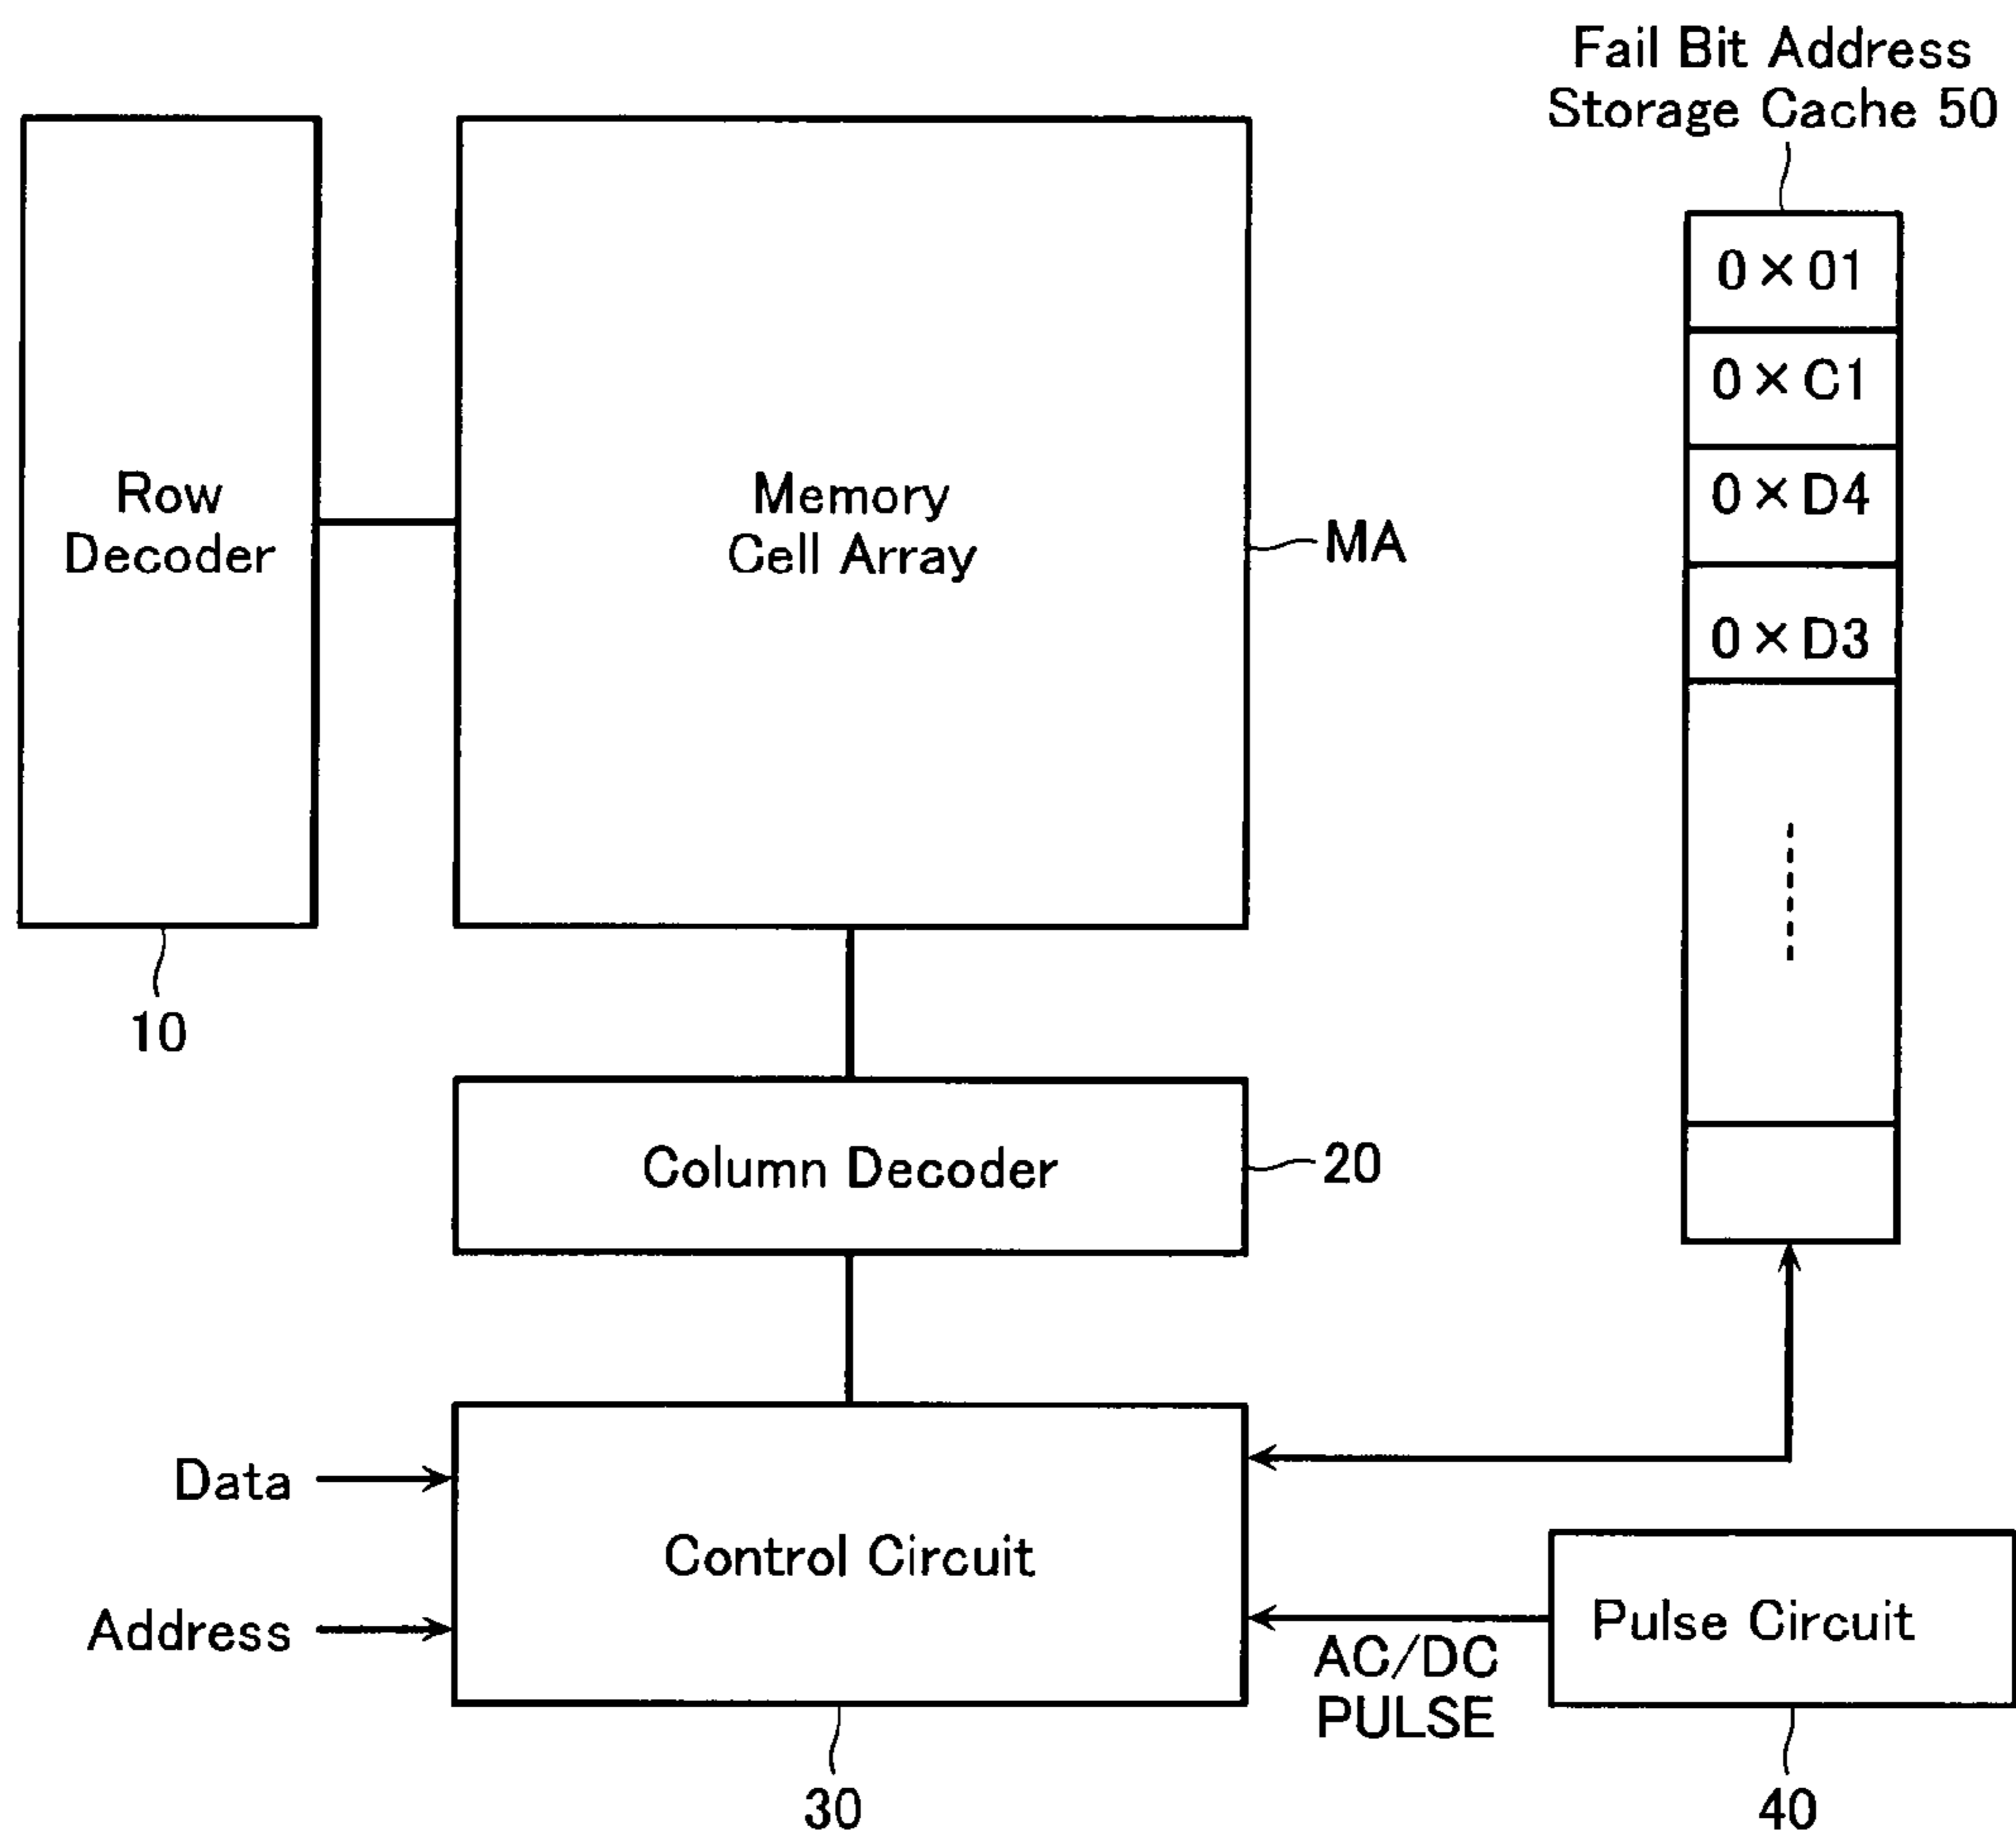 Fail Bit Address
Storage Cache 50
0×01
0×C1
0×D4
0×D3
Row
Decoder
Memory
Cell Array
MA
10
Column Decoder
20
Data
Address
Control Circuit
Pulse Circuit
AC/DC
PULSE
30
40